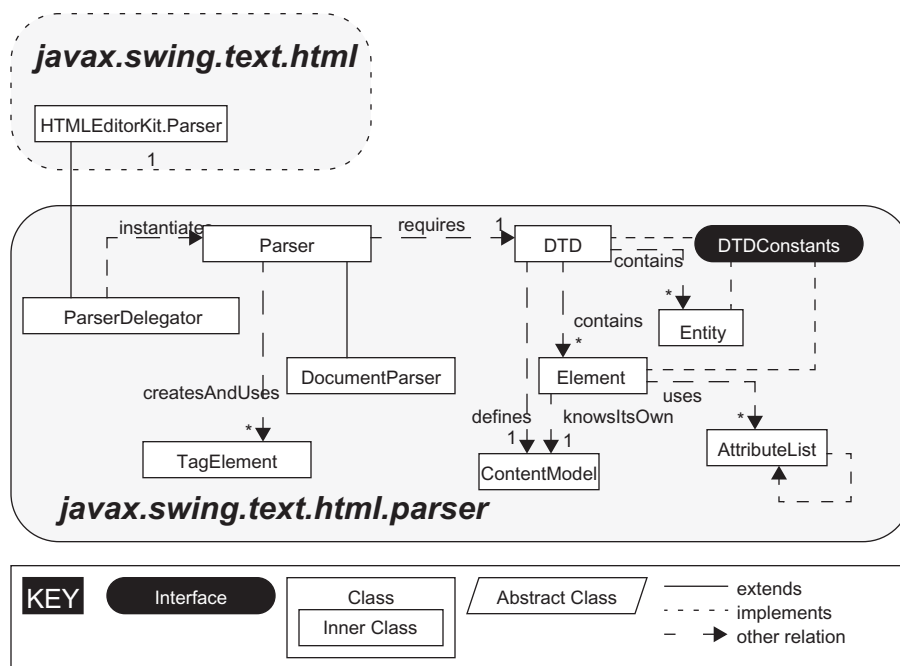 javax.swing.text.html
HTMLEditorKit.Parser
1
instantiates
Parser
requires
1
DTD
DTDConstants
contains
ParserDelegator
*
Entity
contains
*
DocumentParser
Element
createsAndUses
uses
*
defines
knowsItsOwn
*
1
1
TagElement
ContentModel
AttributeList
javax.swing.text.html.parser
KEY
Interface
Class
Inner Class
Abstract Class
extends
implements
other relation